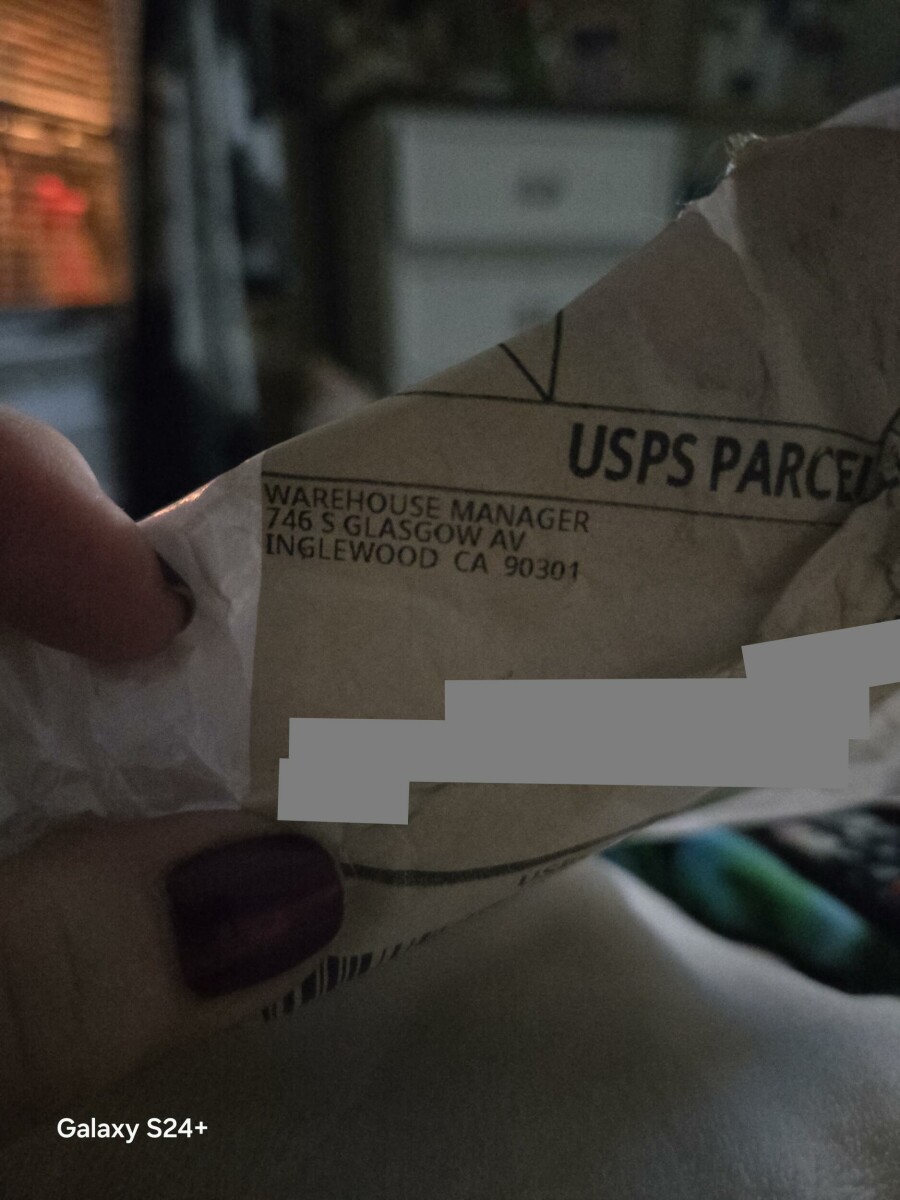 USPS PARCEL
WAREHOUSE MANAGER
746 S GLASGOW AV
INGLEWOOD CA 90301
Galaxy S24+